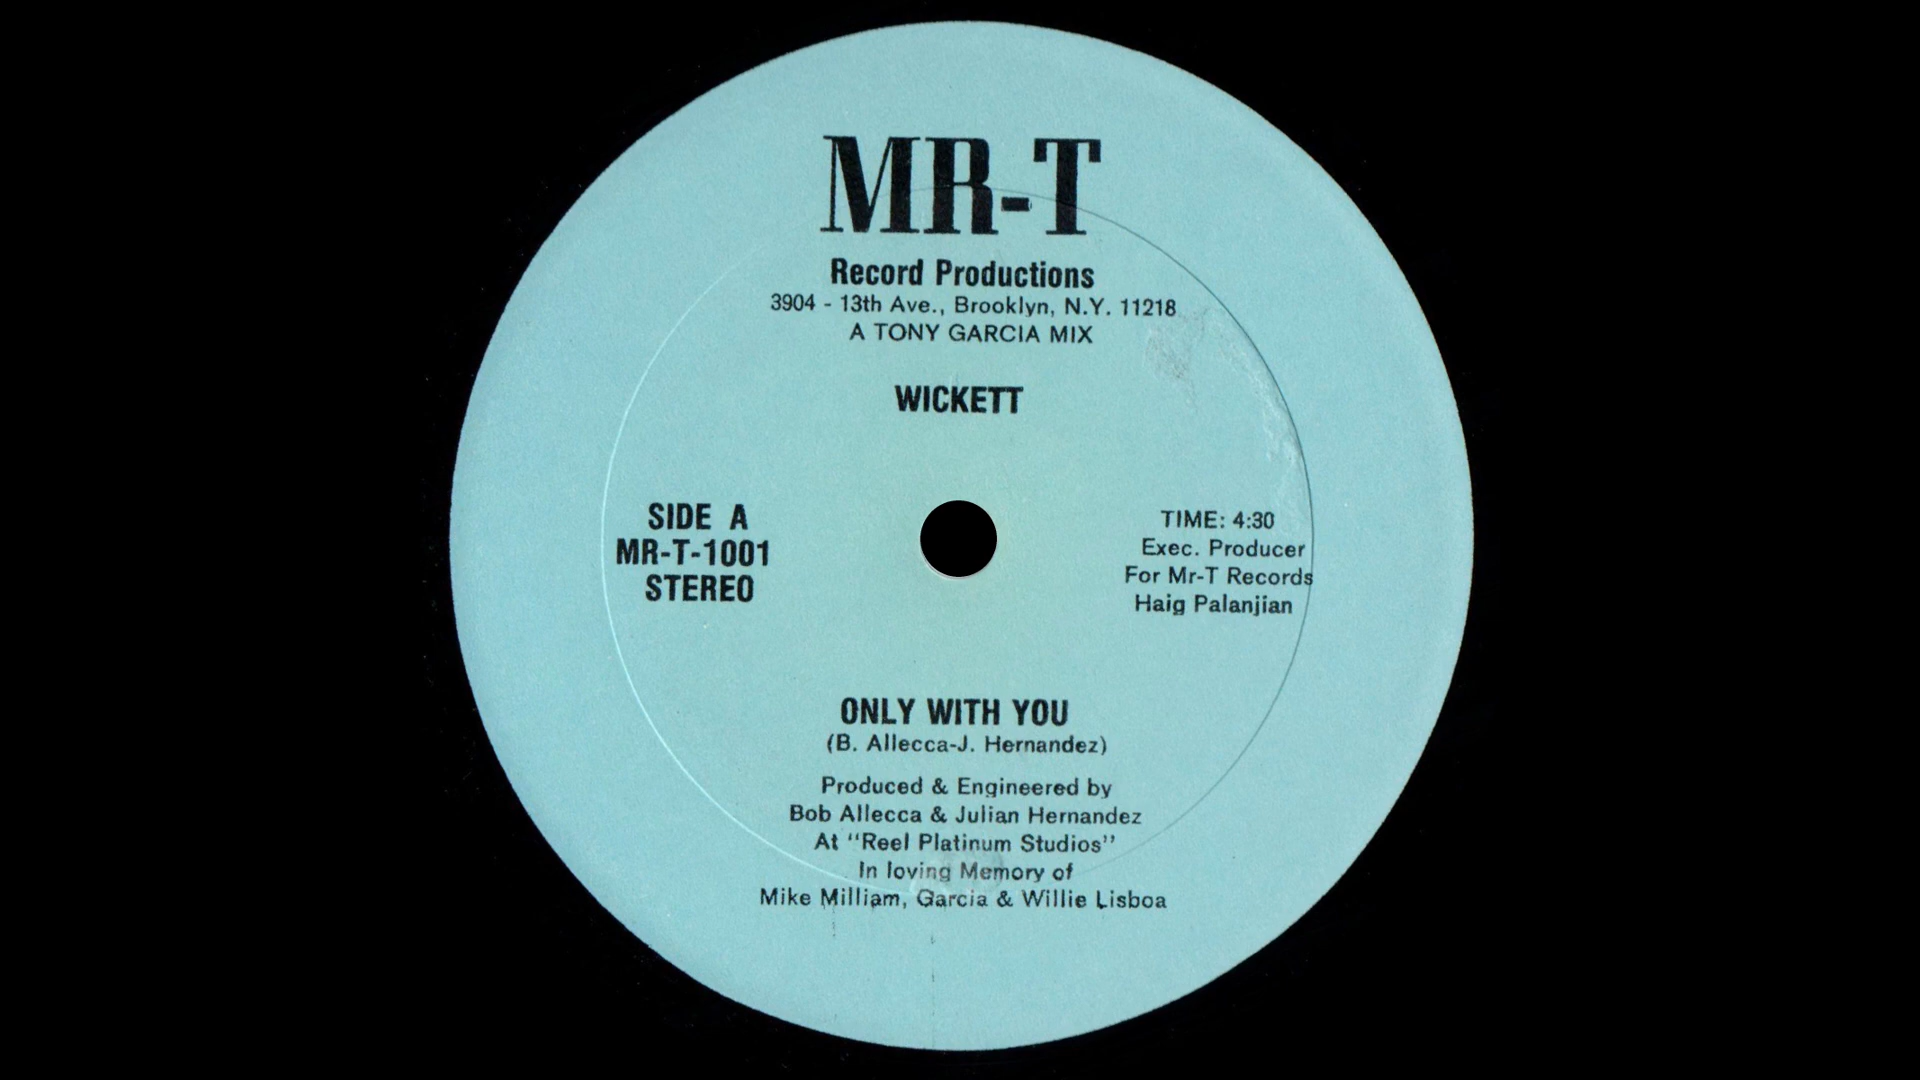 MR-T
Record Productions
3904 - 13th Ave., Brooklyn, N.Y. 11218
A TONY GARCIA MIX
WICKETT
SIDE A
MR-T-1001
STEREO
TIME: 4:30
Exec. Producer
For Mr-T Records
Haig Palanjian
ONLY WITH YOU
(B. Allecca-J. Hernandez)
Produced & Engineered by
Bob Allecca & Julian Hernandez
At "Reel Platinum Studios"
In loving Memory of
Mike Milliam, Garcia & Willie Lisboa